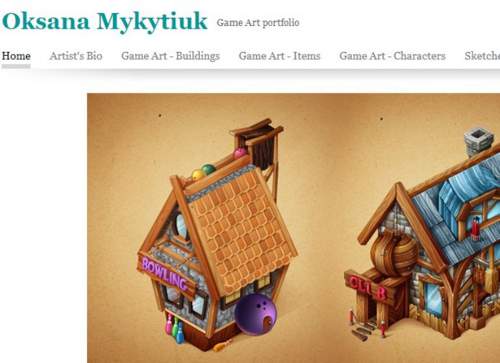 Oksana Mykytiuk Game Art portfolio
Home Artist's Bio Game Art - Buildings Game Art - Items Game Art - Characters Sketche
BOWLING
CLUB